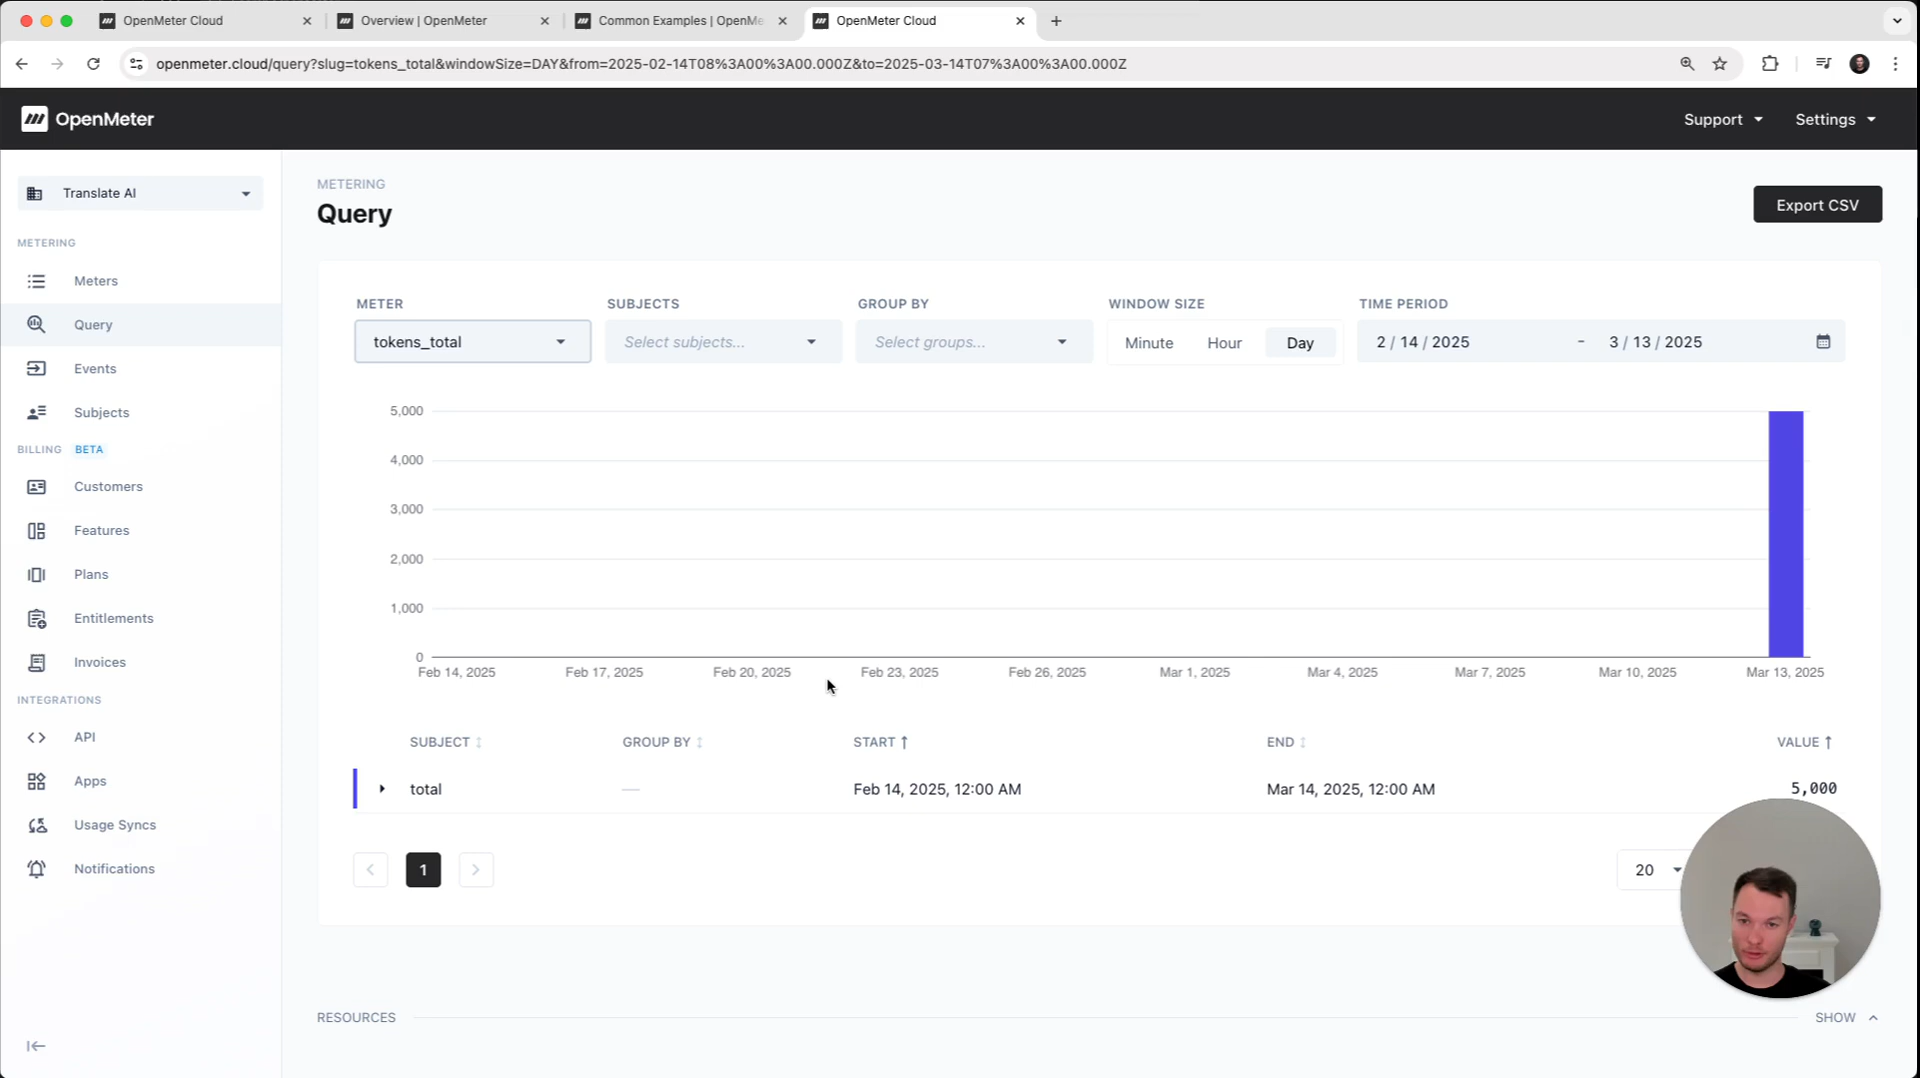 OpenMeter Cloud
Overview | OpenMeter
Common Examples | OpenMe
OpenMeter Cloud
openmeter.cloud/query?slug=tokens_total&windowSize=DAY&from=2025-02-14T08%3A00%3A00.000Z&to=2025-03-14T07%3A00%3A00.000Z
OpenMeter
Support
Settings
Translate AI
METERING
Meters
Query
Events
Subjects
BILLING BETA
Customers
Features
Plans
Entitlements
Invoices
INTEGRATIONS
API
Apps
Usage Syncs
Notifications
METERING
Query
Export CSV
METER
SUBJECTS
GROUP BY
WINDOW SIZE
TIME PERIOD
tokens_total
Select subjects...
Select groups...
Minute
Hour
Day
2 / 14 / 2025 - 3 / 13 / 2025
5,000
4,000
3,000
2,000
1,000
0
Feb 14, 2025
Feb 17, 2025
Feb 20, 2025
Feb 23, 2025
Feb 26, 2025
Mar 1, 2025
Mar 4, 2025
Mar 7, 2025
Mar 10, 2025
Mar 13, 2025
SUBJECT
GROUP BY
START
END
VALUE
total
—
Feb 14, 2025, 12:00 AM
Mar 14, 2025, 12:00 AM
5,000
1
20
RESOURCES
SHOW